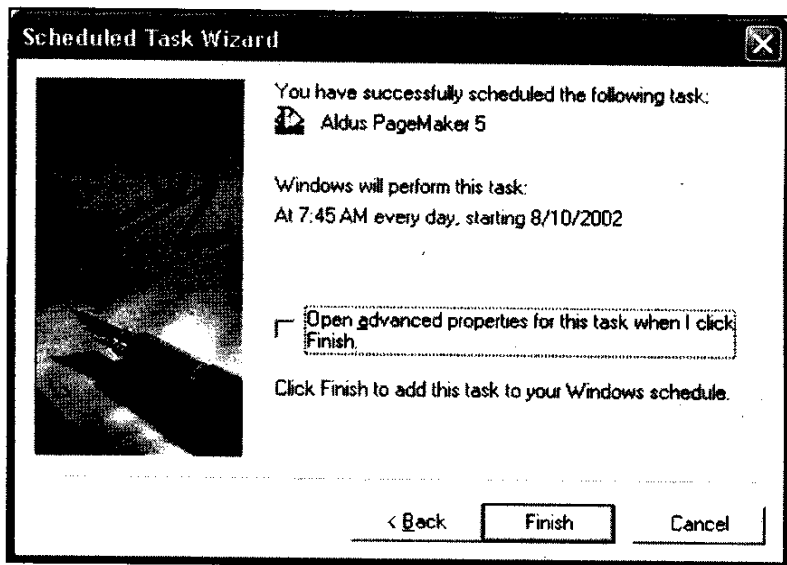 Scheduled Task Wizard
You have successfully scheduled the following task:
Aldus PageMaker 5
Windows will perform this task:
At 7:45 AM every day, starting 8/10/2002
Open advanced properties for this task when I click
Finish.
Click Finish to add this task to your Windows schedule.
< Back Finish Cancel